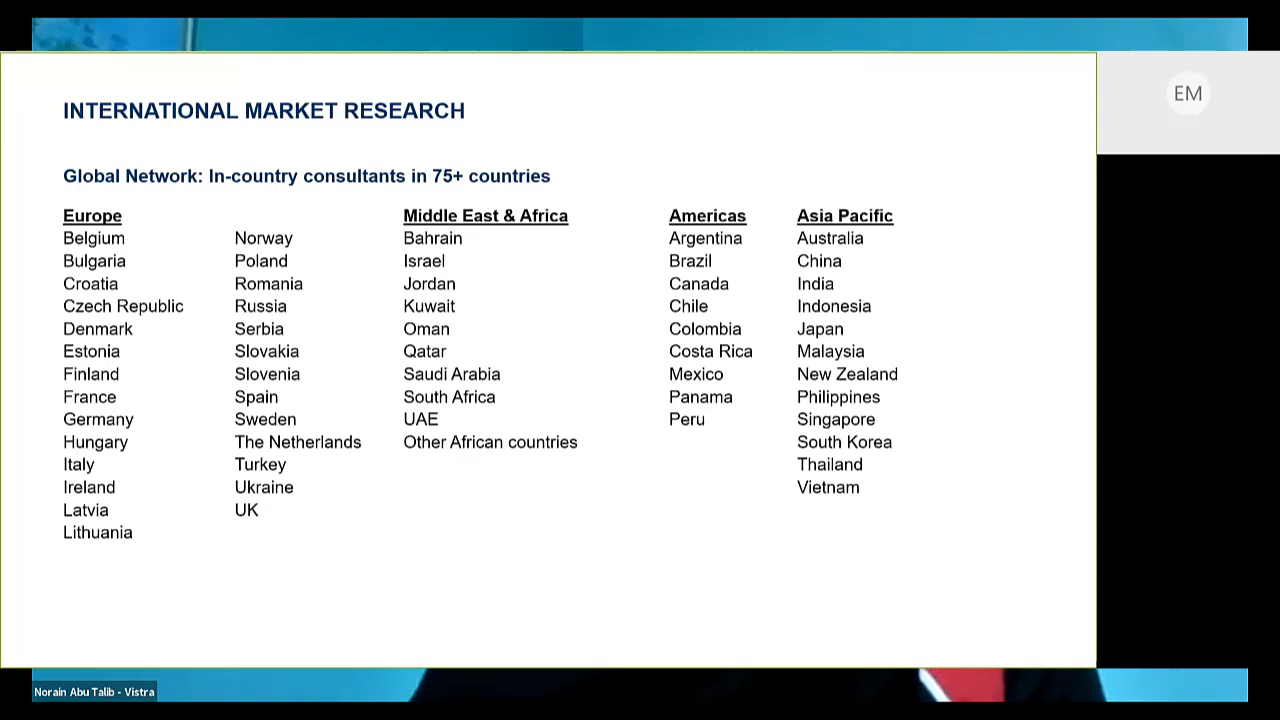 INTERNATIONAL MARKET RESEARCH
EM
Global Network: In-country consultants in 75+ countries
Europe
Belgium
Bulgaria
Croatia
Czech Republic
Denmark
Estonia
Finland
France
Germany
Hungary
Italy
Ireland
Latvia
Lithuania
Norway
Poland
Romania
Russia
Serbia
Slovakia
Slovenia
Spain
Sweden
The Netherlands
Turkey
Ukraine
UK
Middle East & Africa
Bahrain
Israel
Jordan
Kuwait
Oman
Qatar
Saudi Arabia
South Africa
UAE
Other African countries
Americas
Argentina
Brazil
Canada
Chile
Colombia
Costa Rica
Mexico
Panama
Peru
Asia Pacific
Australia
China
India
Indonesia
Japan
Malaysia
New Zealand
Philippines
Singapore
South Korea
Thailand
Vietnam
Norain Abu Talib - Vistra